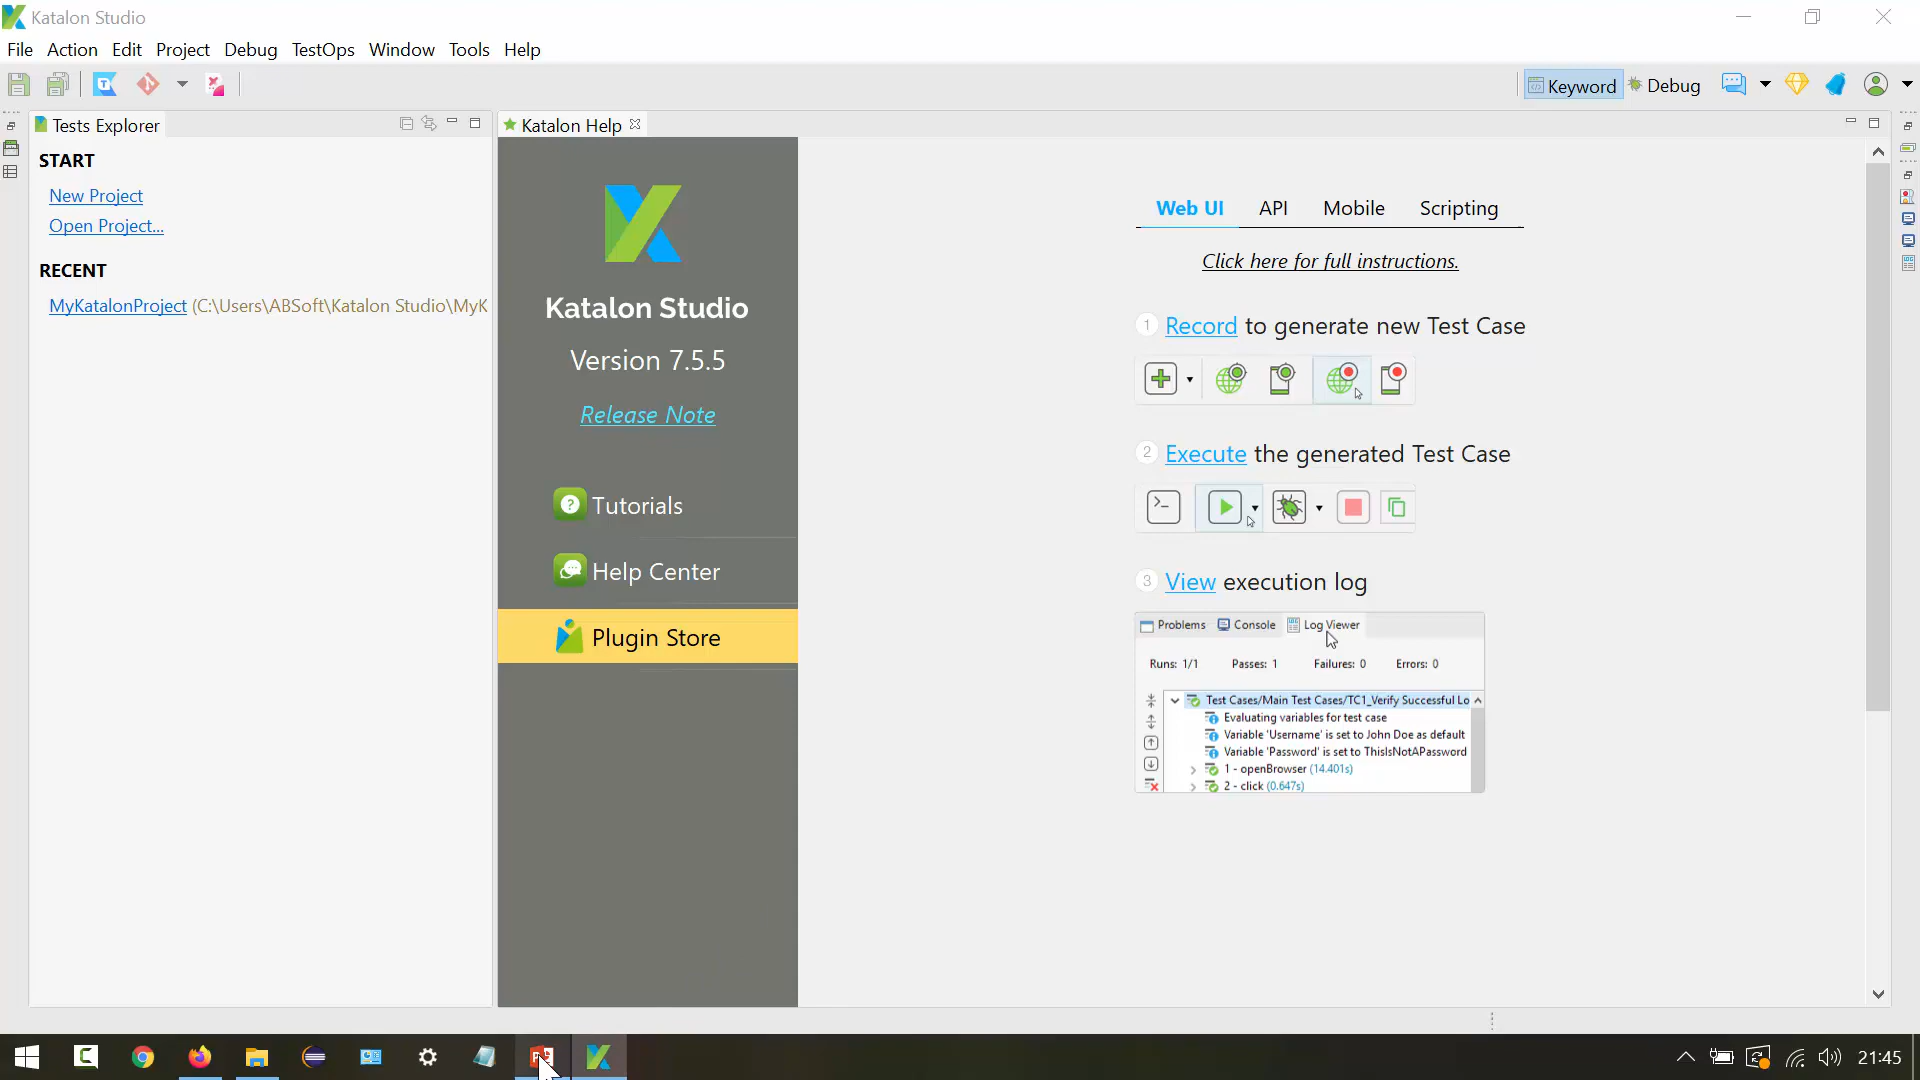 Katalon Studio
File Action Edit Project Debug TestOps Window Tools Help
Keyword Debug
Tests Explorer
START
New Project
Open Project...
RECENT
MyKatalonProject (C:\Users\ABSoft\Katalon Studio\MyK
Katalon Help
Katalon Studio
Version 7.5.5
Release Note
Tutorials
Help Center
Plugin Store
Web UI API Mobile Scripting
Click here for full instructions.
1 Record to generate new Test Case
2 Execute the generated Test Case
3 View execution log
Problems Console Log Viewer
Runs: 1/1 Passes: 1 Failures: 0 Errors: 0
Test Cases/Main Test Cases/TC1_Verify Successful Lo
Evaluating variables for test case
Variable 'Username' is set to John Doe as default
Variable 'Password' is set to ThisIsNotAPassword
1 - openBrowser (14.401s)
2 - click (0.647s)
21:45